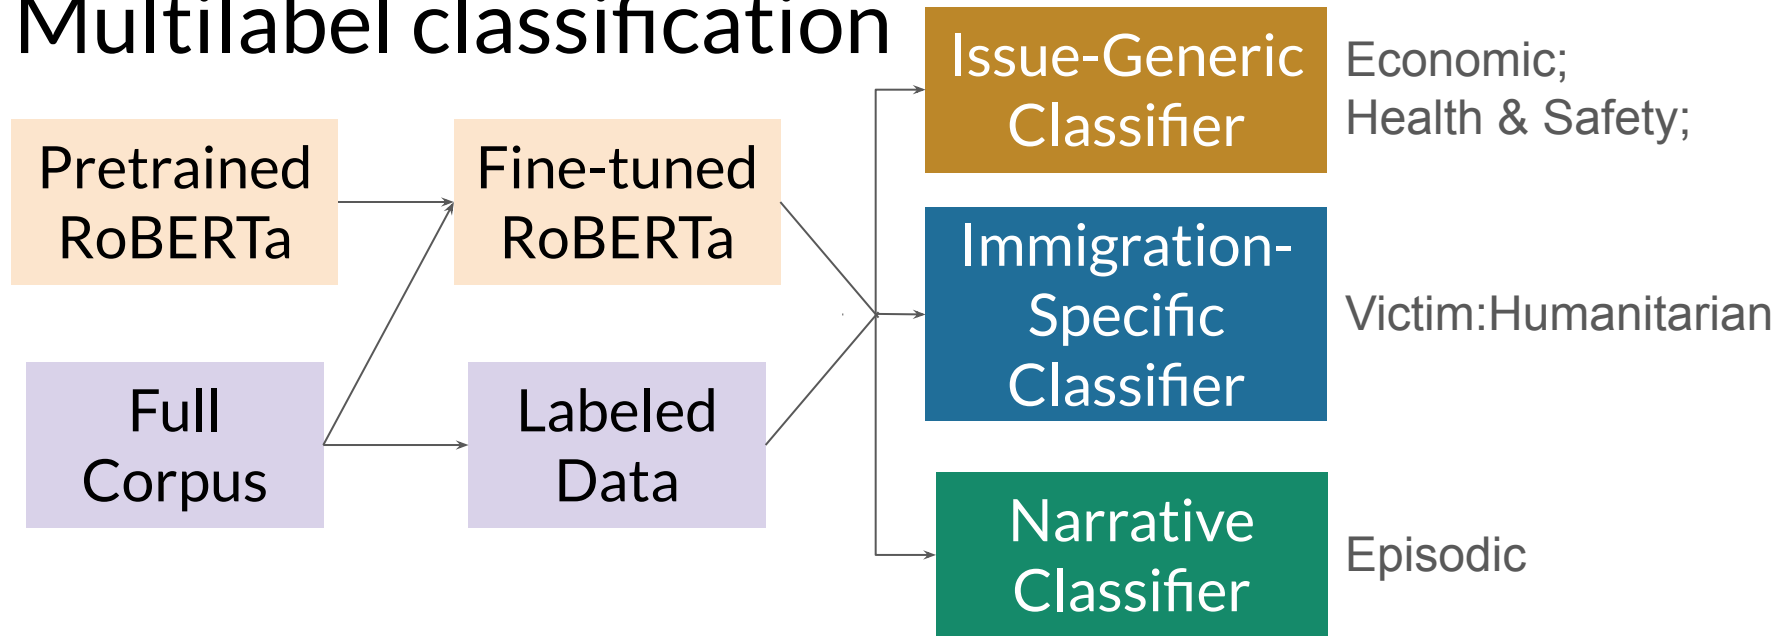 Multilabel classification
Pretrained
RoBERTa
Fine-tuned
RoBERTa
Full
Corpus
Labeled
Data
Issue-Generic
Classifier
Economic;
Health & Safety;
Immigration-
Specific
Classifier
Victim:Humanitarian
Narrative
Classifier
Episodic